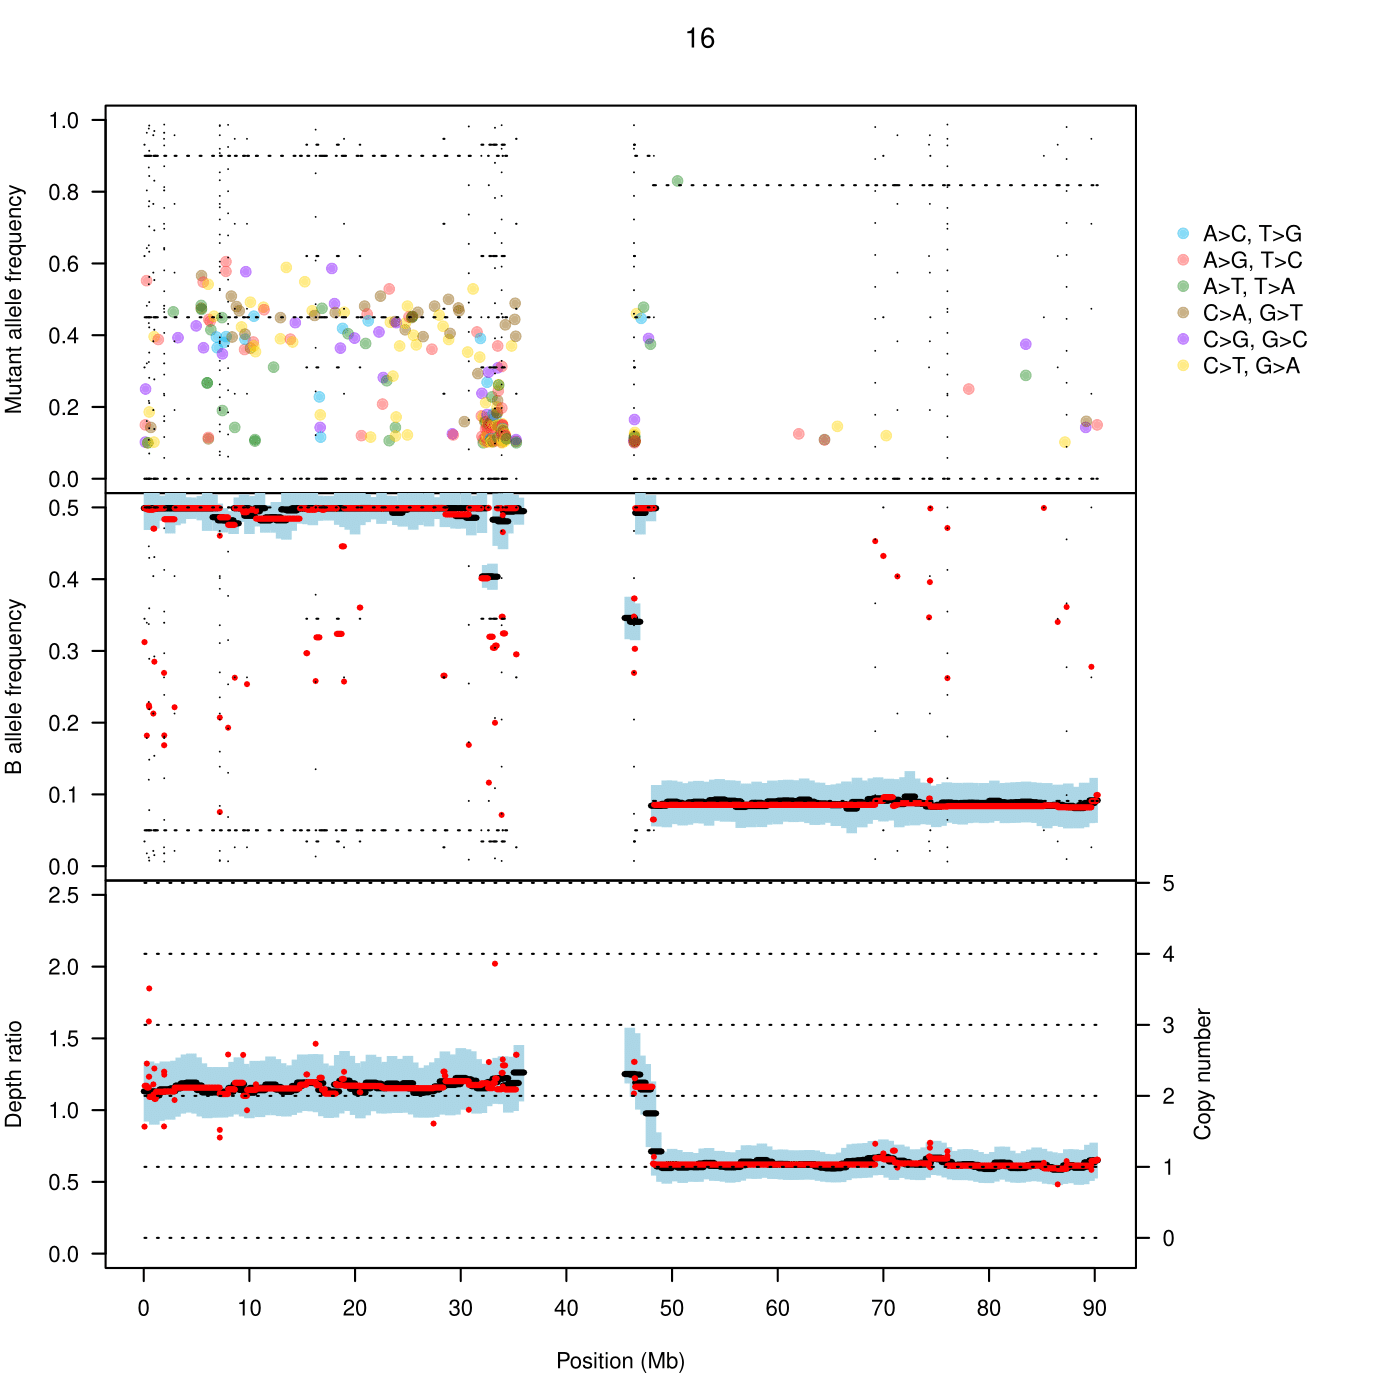 16
Mutant allele frequency
1.0
0.8
0.6
0.4
0.2
0.0
A>C, T>G
A>G, T>C
A>T, T>A
C>A, G>T
C>G, G>C
C>T, G>A
B allele frequency
0.5
0.4
0.3
0.2
0.1
0.0
Depth ratio
2.5
2.0
1.5
1.0
0.5
0.0
Copy number
5
4
3
2
1
0
0 10 20 30 40 50 60 70 80 90
Position (Mb)